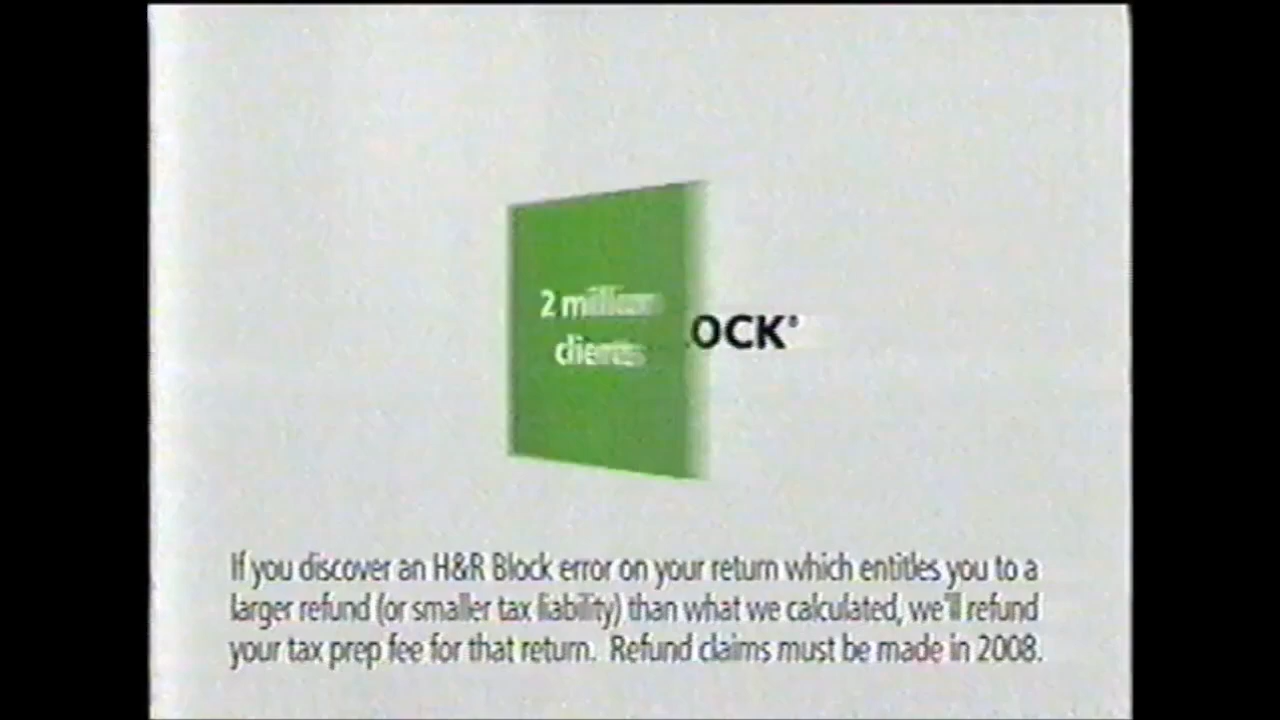 2 million
clients
OCK®
If you discover an H&R Block error on your return which entitles you to a
larger refund (or smaller tax liability) than what we calculated, we'll refund
your tax prep fee for that return. Refund claims must be made in 2008.